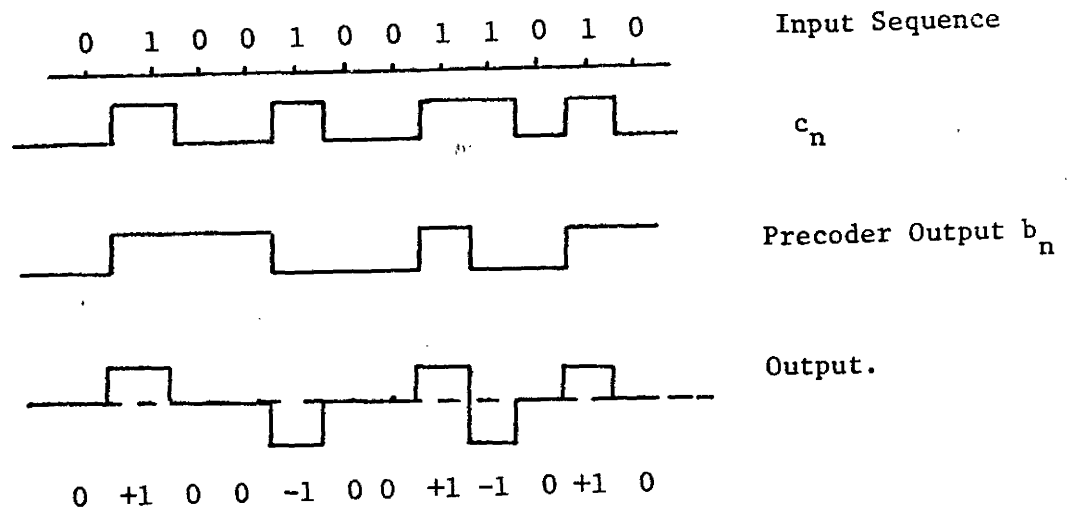 0 1 0 0 1 0 0 1 1 0 1 0 Input Sequence
c_n
Precoder Output b_n
Output.
0 +1 0 0 -1 0 0 +1 -1 0 +1 0